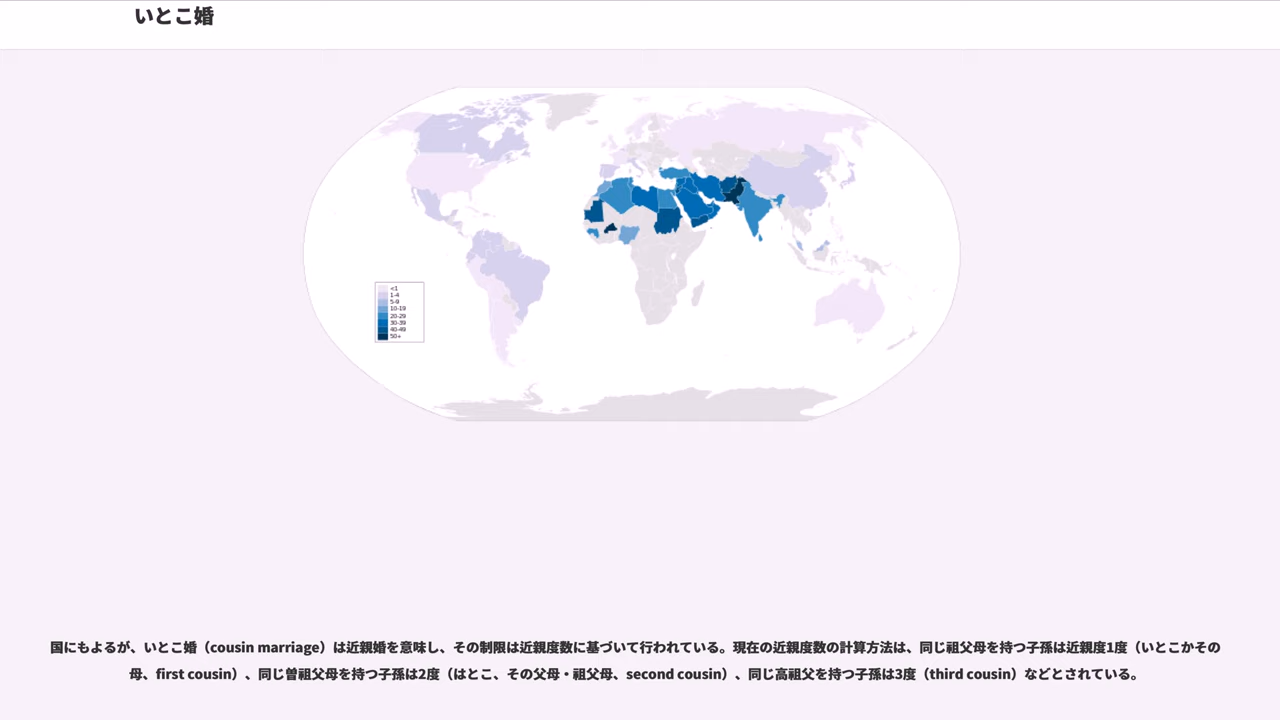 いとこ婚
<1
1-4
5-9
10-19
20-29
30-39
40-49
50+
国にもよるが、いとこ婚（cousin marriage）は近親婚を意味し、その制限は近親度数に基づいて行われている。現在の近親度数の計算方法は、同じ祖父母を持つ子孫は近親度1度（いとこかその
母、first cousin）、同じ曽祖父母を持つ子孫は2度（はとこ、その父母・祖父母、second cousin）、同じ高祖父を持つ子孫は3度（third cousin）などとされている。